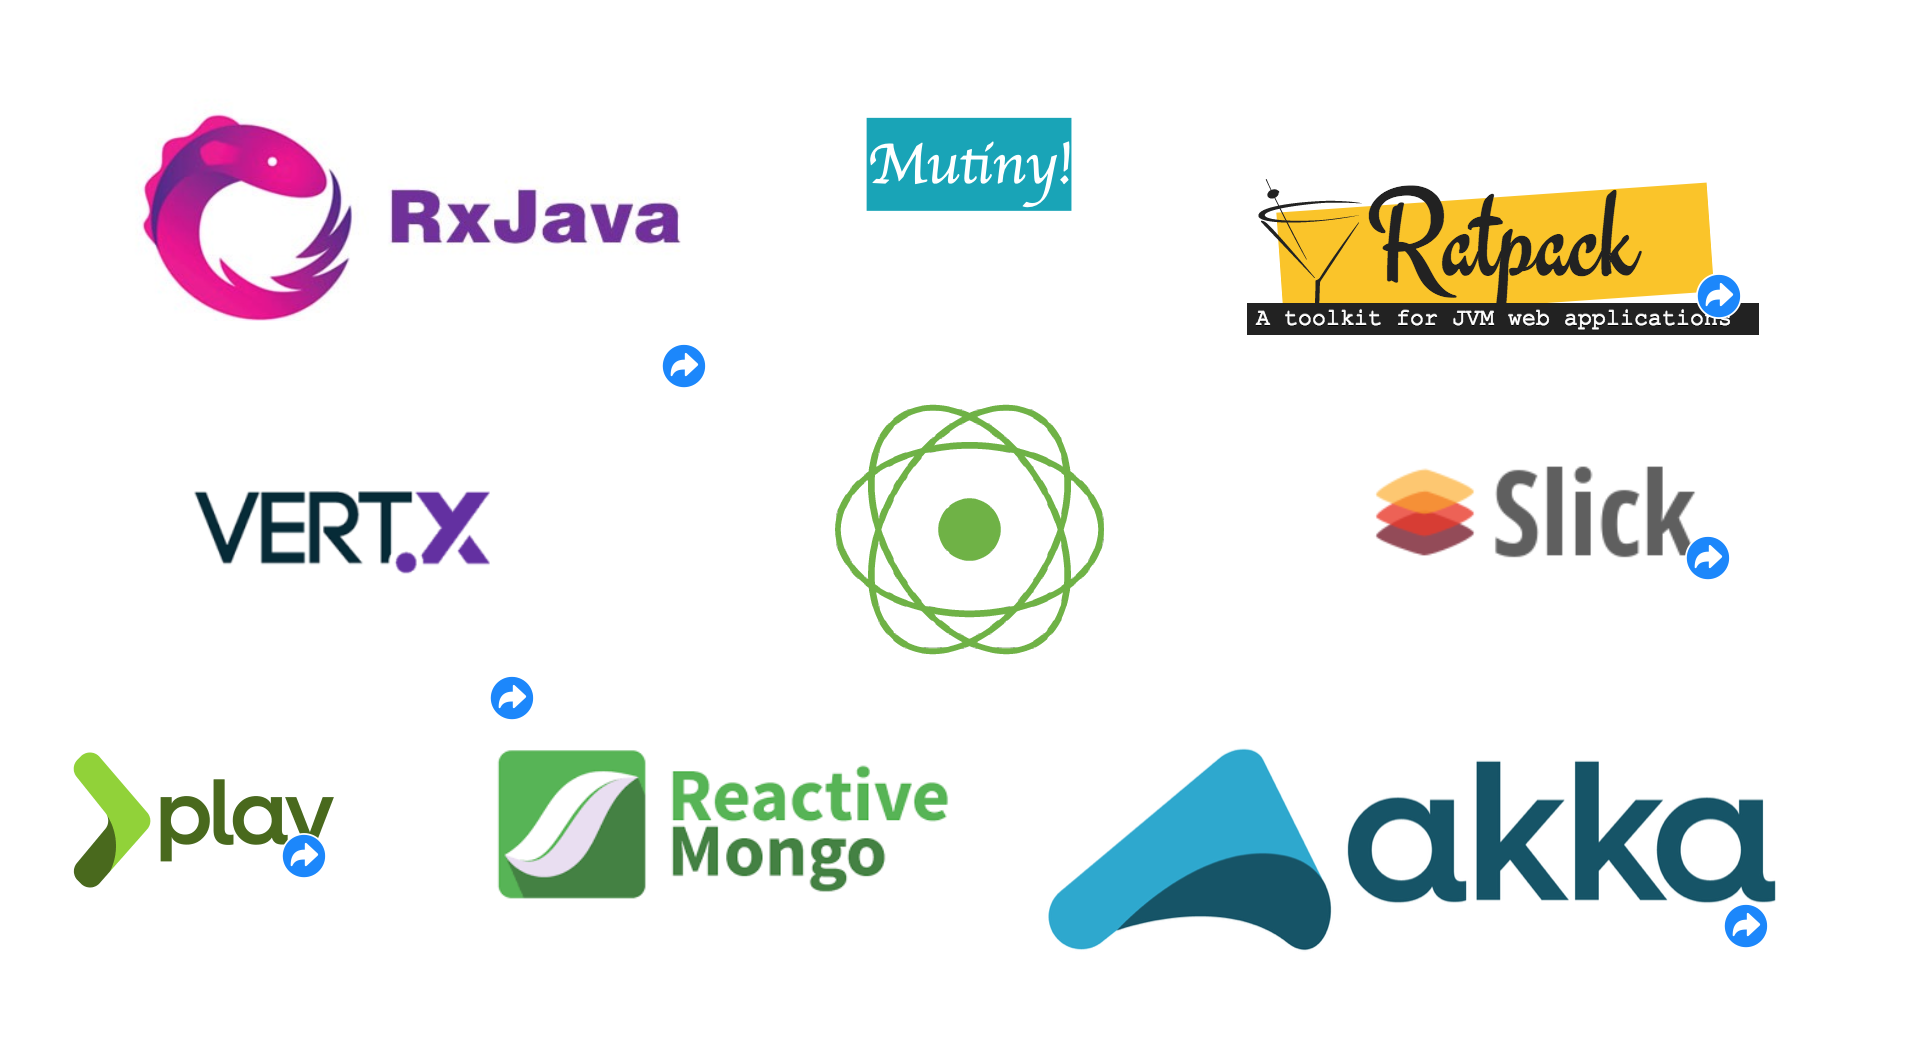 RxJava
Mutiny!
Ratpack
A toolkit for JVM web applications
VERT.X
Slick
play
Reactive
Mongo
akka